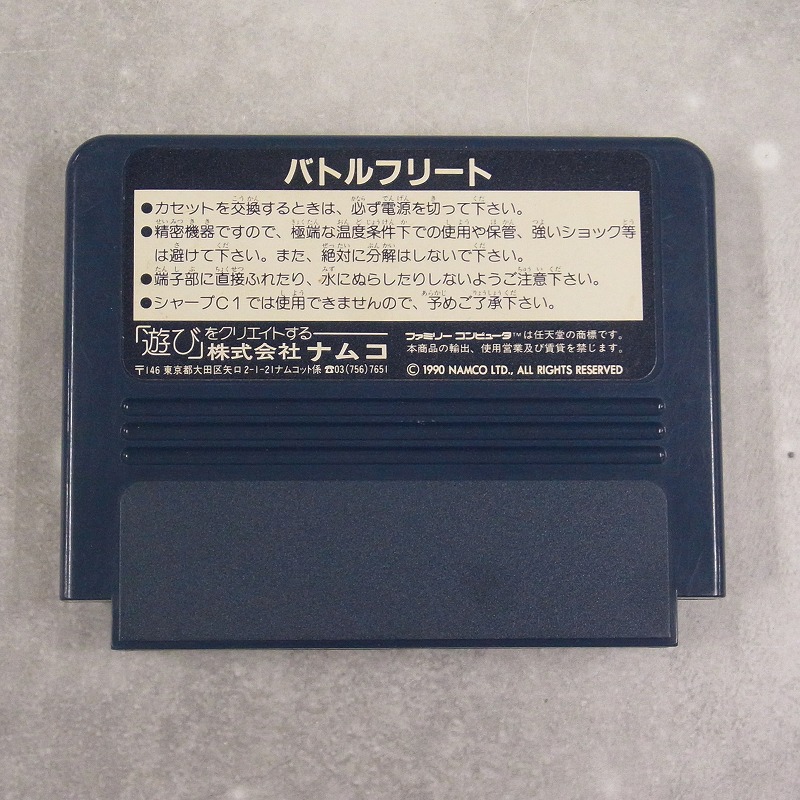 バトルフリート
●カセットを交換するときは、必ず電源を切って下さい。
●精密機器ですので、極端な温度条件下での使用や保管、強いショック等
は避けて下さい。また、絶対に分解はしないで下さい。
●端子部に直接ふれたり、水にぬらしたりしないようご注意下さい。
●シャープC1では使用できませんので、予めご了承下さい。
「遊び」をクリエイトする
株式会社 ナムコ
〒146 東京都大田区矢口2-1-21ナムコット係 ☎03(756)7651
ファミリーコンピュータ™は任天堂の商標です。
本商品の輸出、使用営業及び賃貸を禁じます。
© 1990 NAMCO LTD., ALL RIGHTS RESERVED